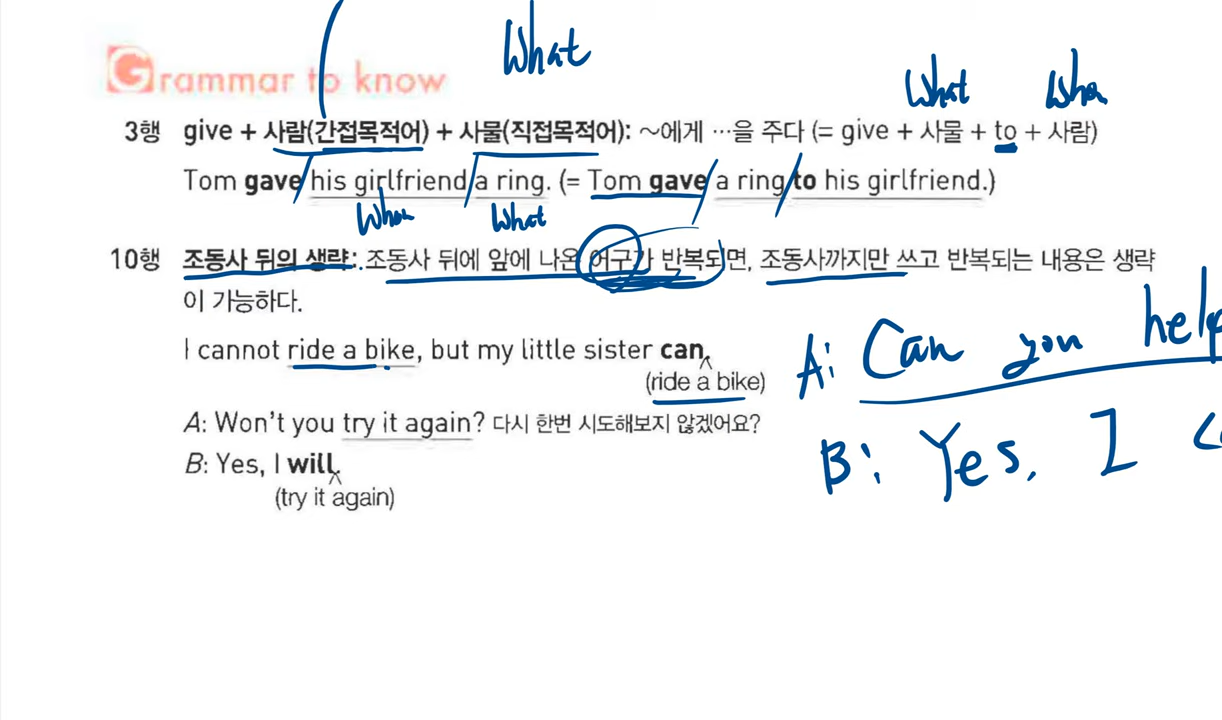 What
Grammar to know
What Whom
3행 give + 사람(간접목적어) + 사물(직접목적어): ~에게 …을 주다 (= give + 사물 + to + 사람)
Tom gave his girlfriend a ring. (= Tom gave a ring to his girlfriend.)
Whom What
10행 조동사 뒤의 생략: 조동사 뒤에 앞에 나온 어구가 반복되면, 조동사까지만 쓰고 반복되는 내용은 생략
이 가능하다.
I cannot ride a bike, but my little sister can.
(ride a bike)
A: Can you help
A: Won't you try it again? 다시 한번 시도해보지 않겠어요?
B: Yes, I will.
(try it again)
B: Yes, I